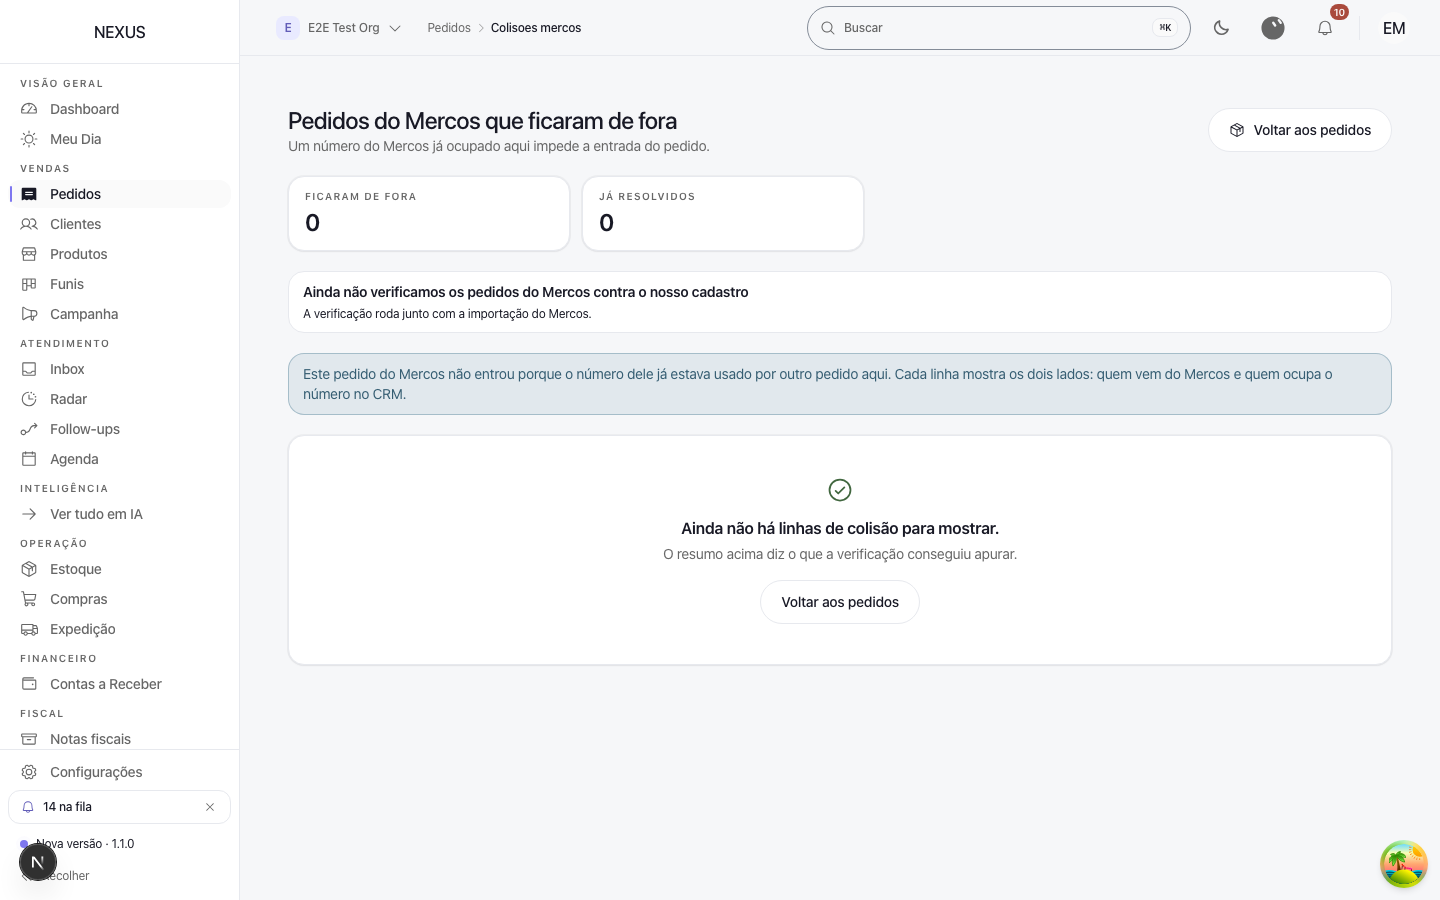 NEXUS
E
E2E Test Org
Pedidos
Colisoes mercos
Buscar
⌘K
10
EM
VISÃO GERAL
Dashboard
Meu Dia
VENDAS
Pedidos
Clientes
Produtos
Funis
Campanha
ATENDIMENTO
Inbox
Radar
Follow-ups
Agenda
INTELIGÊNCIA
Ver tudo em IA
OPERAÇÃO
Estoque
Compras
Expedição
FINANCEIRO
Contas a Receber
FISCAL
Notas fiscais
Configurações
14 na fila
Nova versão · 1.1.0
N
Pedidos do Mercos que ficaram de fora
Um número do Mercos já ocupado aqui impede a entrada do pedido.
Voltar aos pedidos
FICARAM DE FORA
0
JÁ RESOLVIDOS
0
Ainda não verificamos os pedidos do Mercos contra o nosso cadastro
A verificação roda junto com a importação do Mercos.
Este pedido do Mercos não entrou porque o número dele já estava usado por outro pedido aqui. Cada linha mostra os dois lados: quem vem do Mercos e quem ocupa o
número no CRM.
Ainda não há linhas de colisão para mostrar.
O resumo acima diz o que a verificação conseguiu apurar.
Voltar aos pedidos